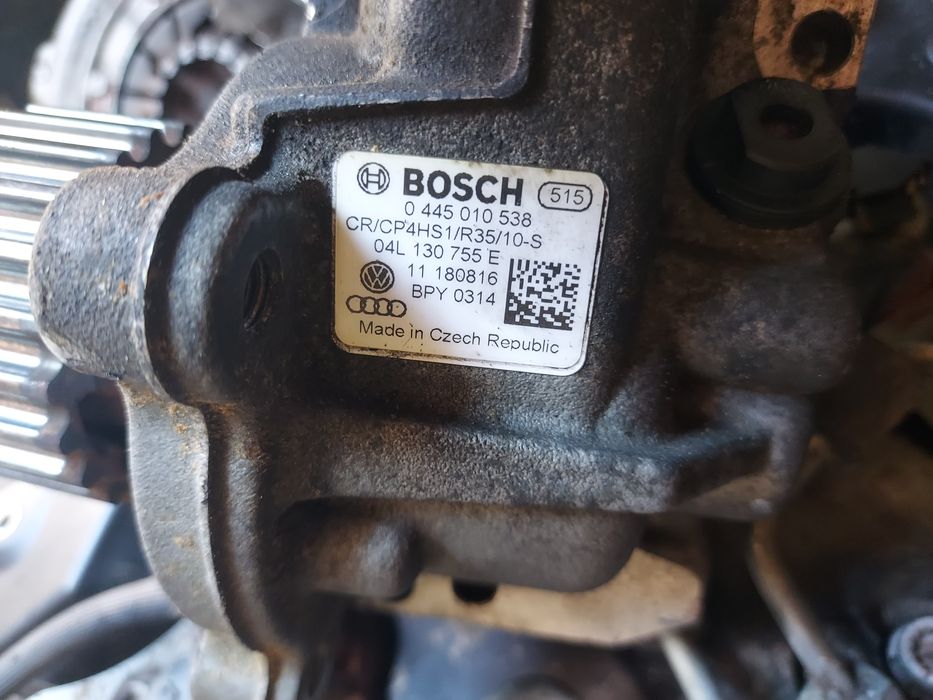 BOSCH 515
0 445 010 538
CR/CP4HS1/R35/10-S
04L 130 755 E
11 180816
BPY 0314
Made in Czech Republic